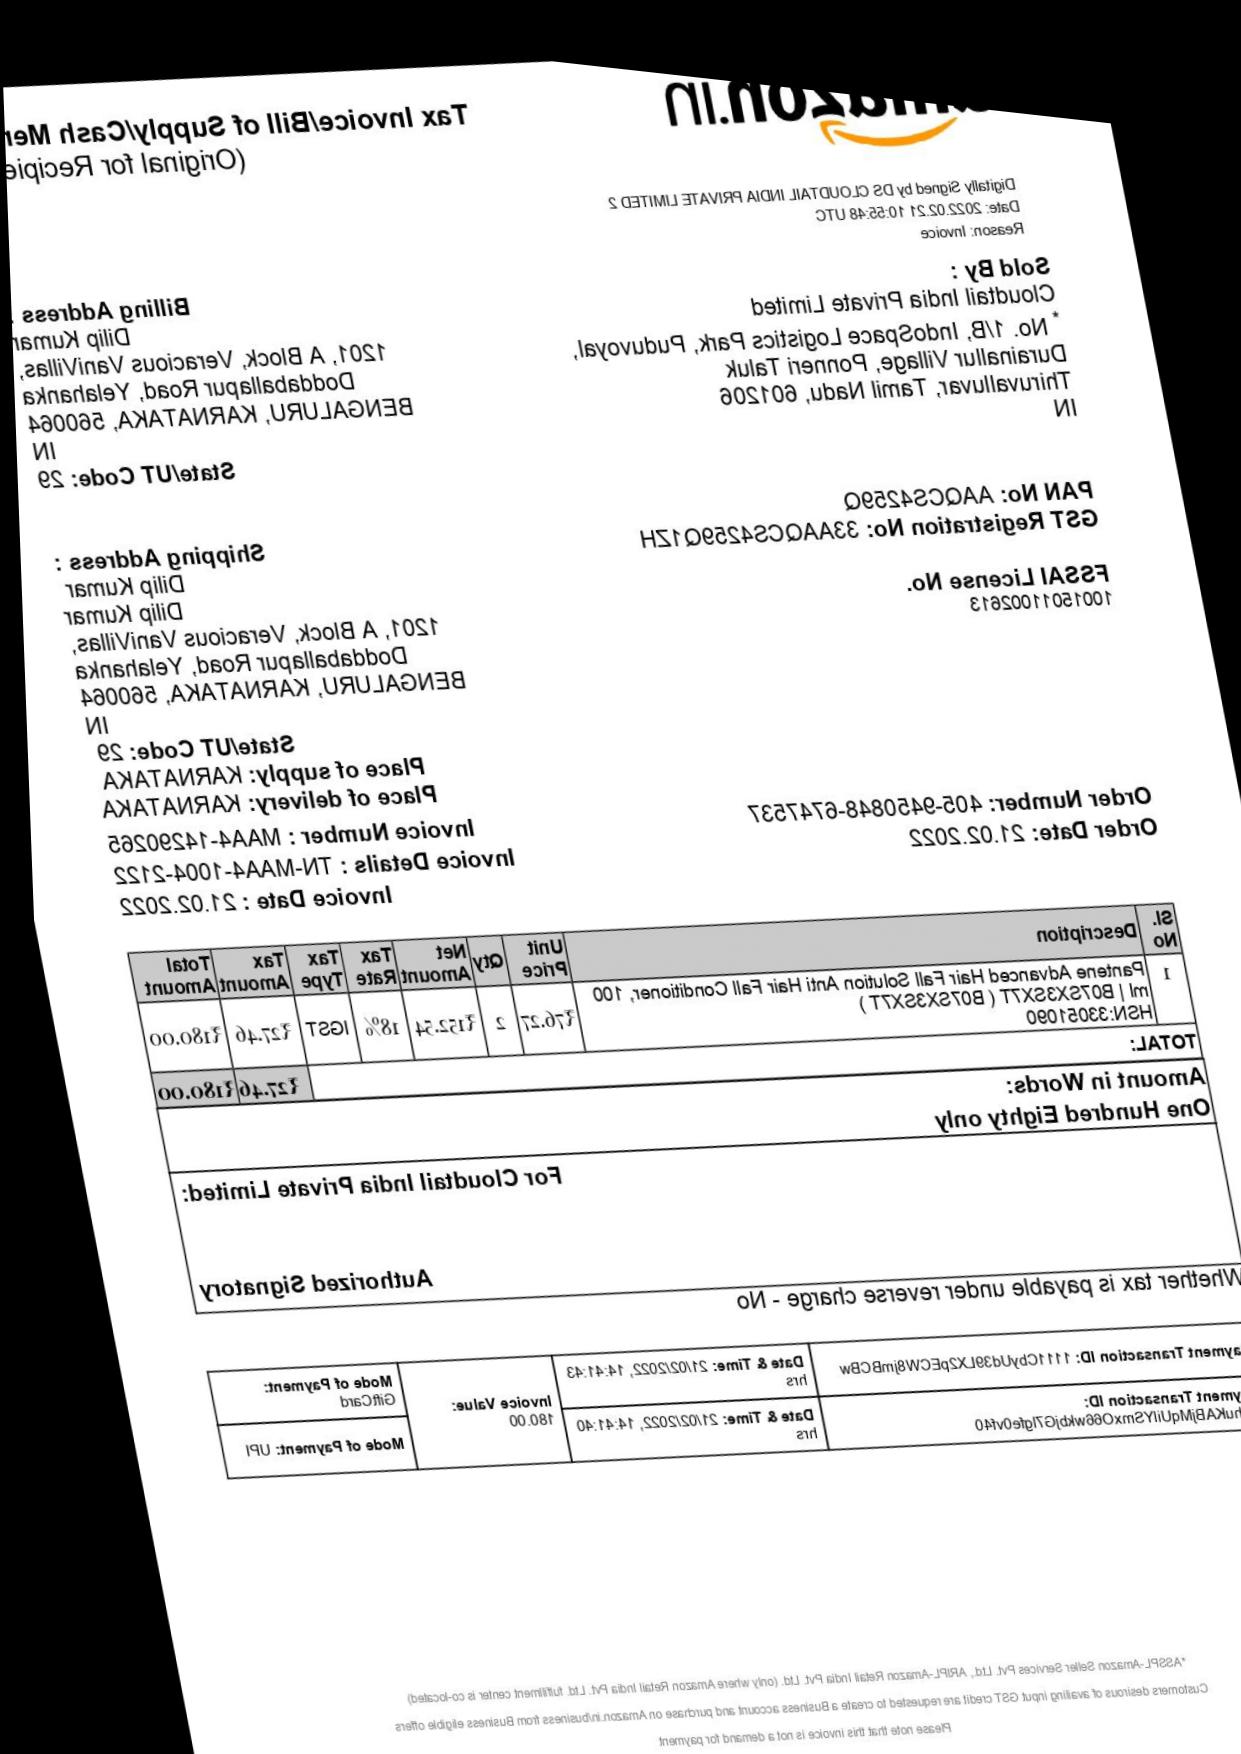 amazon.in
Tax Invoice/Bill of Supply/Cash
(Original for
Digitally Signed by DS CLOUDTAIL INDIA PRIVATE LIMITED 2
Date: 2022.02.21 10:55:48 UTC
Reason: Invoice
Sold By :
Cloudtail India Private Limited
* No. 1/B, IndoSpace Logistics Park, Puduvoyal,
Durainallur Village, Ponneri Taluk
Thiruvalluvar, Tamil Nadu, 601206
IN
Billing Address :
Dilip Kumar
1201, A Block, Veracious VaniVillas,
Doddaballapur Road, Yelahanka
BENGALURU, KARNATAKA, 560064
IN
State/UT Code: 29
PAN No: AAQCS4259Q
GST Registration No: 33AAQCS4259Q1ZH
FSSAI License No.
10015011002613
Shipping Address :
Dilip Kumar
Dilip Kumar
1201, A Block, Veracious VaniVillas,
Doddaballapur Road, Yelahanka
BENGALURU, KARNATAKA, 560064
IN
State/UT Code: 29
Place of supply: KARNATAKA
Place of delivery: KARNATAKA
Order Number: 405-9450848-6747537
Order Date: 21.02.2022
Invoice Number : MAA4-14290265
Invoice Details : TN-MAA4-1004-2122
Invoice Date : 21.02.2022
Sl. No Description Unit Price Qty Net Amount Tax Rate Tax Type Tax Amount Total Amount
1 Pantene Advanced Hair Fall Solution Anti Hair Fall Conditioner, 100 ₹76.27 2 ₹152.54 18% IGST ₹27.46 ₹180.00
ml | B07SX3SX7T ( B07SX3SX7T )
HSN:33051090
TOTAL: ₹27.46 ₹180.00
Amount in Words:
One Hundred Eighty only
For Cloudtail India Private Limited:
Authorized Signatory
Whether tax is payable under reverse charge - No
Transaction ID: 1111CbyUd39LX2pECW8jmBCBw Date & Time: 21/02/2022, 14:41:43 hrs Invoice Value: 180.00 Mode of Payment: GiftCard
Transaction ID: Date & Time: 21/02/2022, 14:41:40 hrs Mode of Payment: UPI
*ASSPL-Amazon Seller Services Pvt. Ltd., ARIPL-Amazon Retail India Pvt. Ltd. (only where Amazon Retail India Pvt. Ltd. fulfillment center is co-located)
Customers desirous of availing input GST credit are requested to create a Business account and purchase on Amazon.in/business from Business eligible offers
Please note that this invoice is not a demand for payment